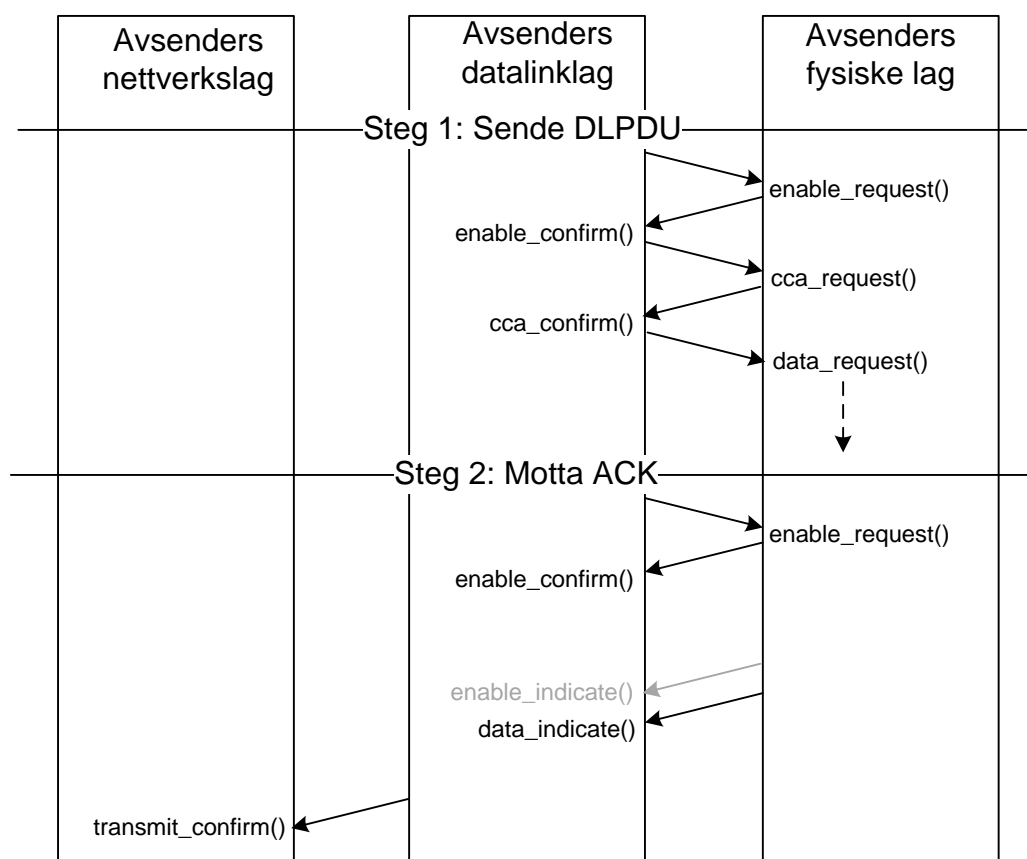 Avsenders
nettverkslag
Avsenders
datalinklag
Avsenders
fysiske lag
Steg 1: Sende DLPDU
enable_request()
enable_confirm()
cca_request()
cca_confirm()
data_request()
Steg 2: Motta ACK
enable_request()
enable_confirm()
enable_indicate()
data_indicate()
transmit_confirm()